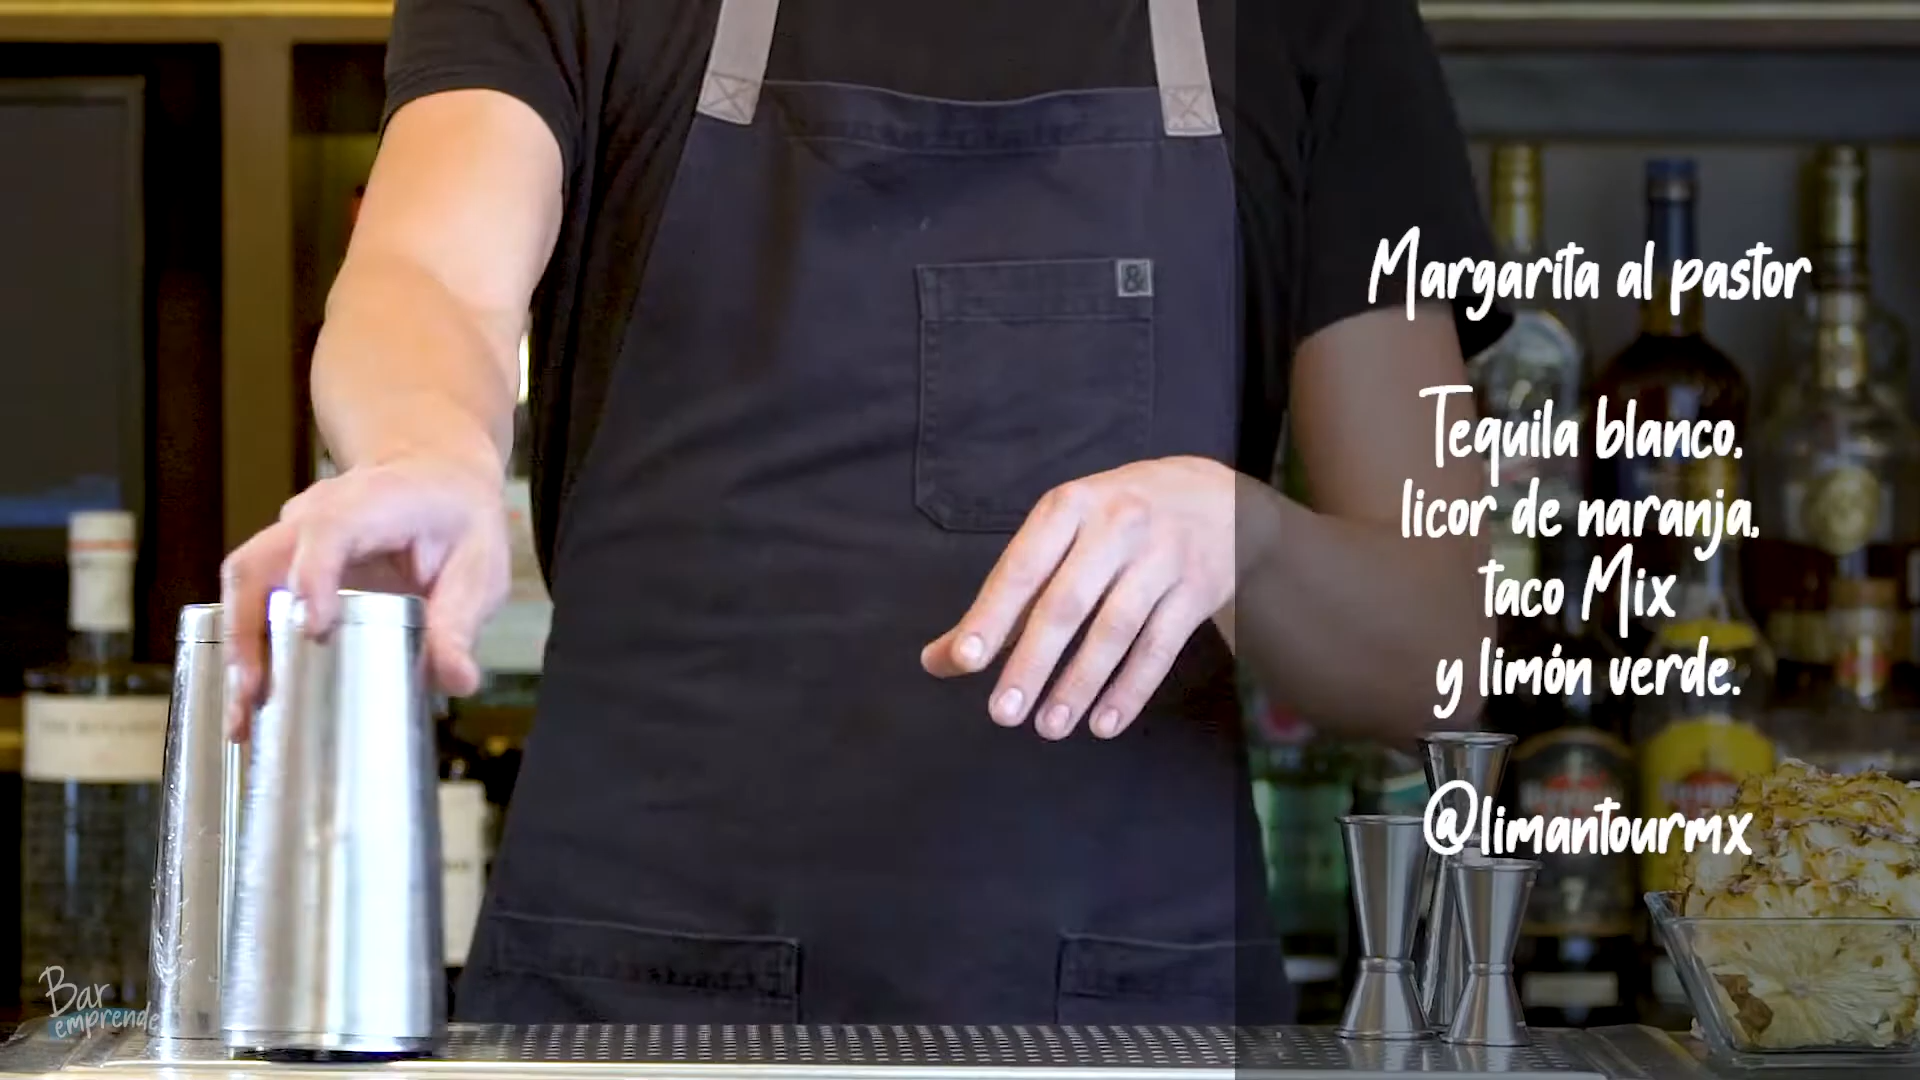 Margarita al pastor
Tequila blanco,
licor de naranja,
taco Mix
y limón verde.
@limantourmx
&
Bar
emprende